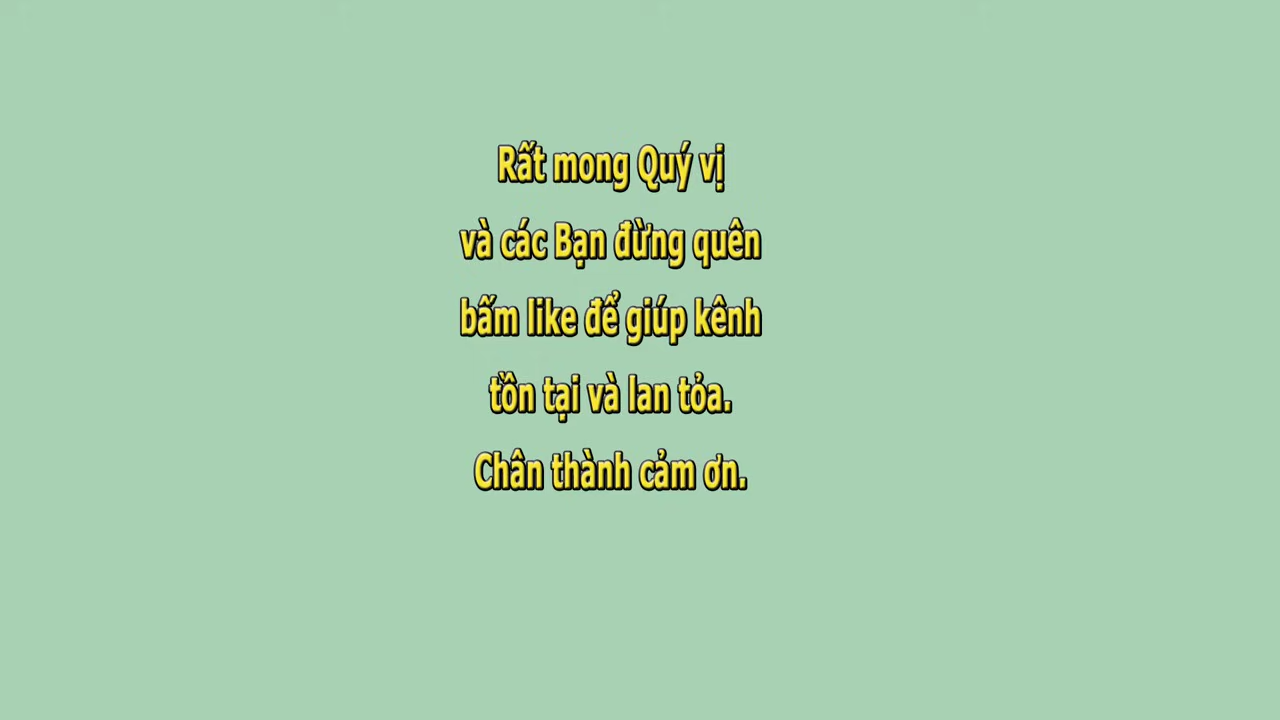 Rất mong Quý vị
và các Bạn đừng quên
bấm like để giúp kênh
tồn tại và lan tỏa.
Chân thành cảm ơn.